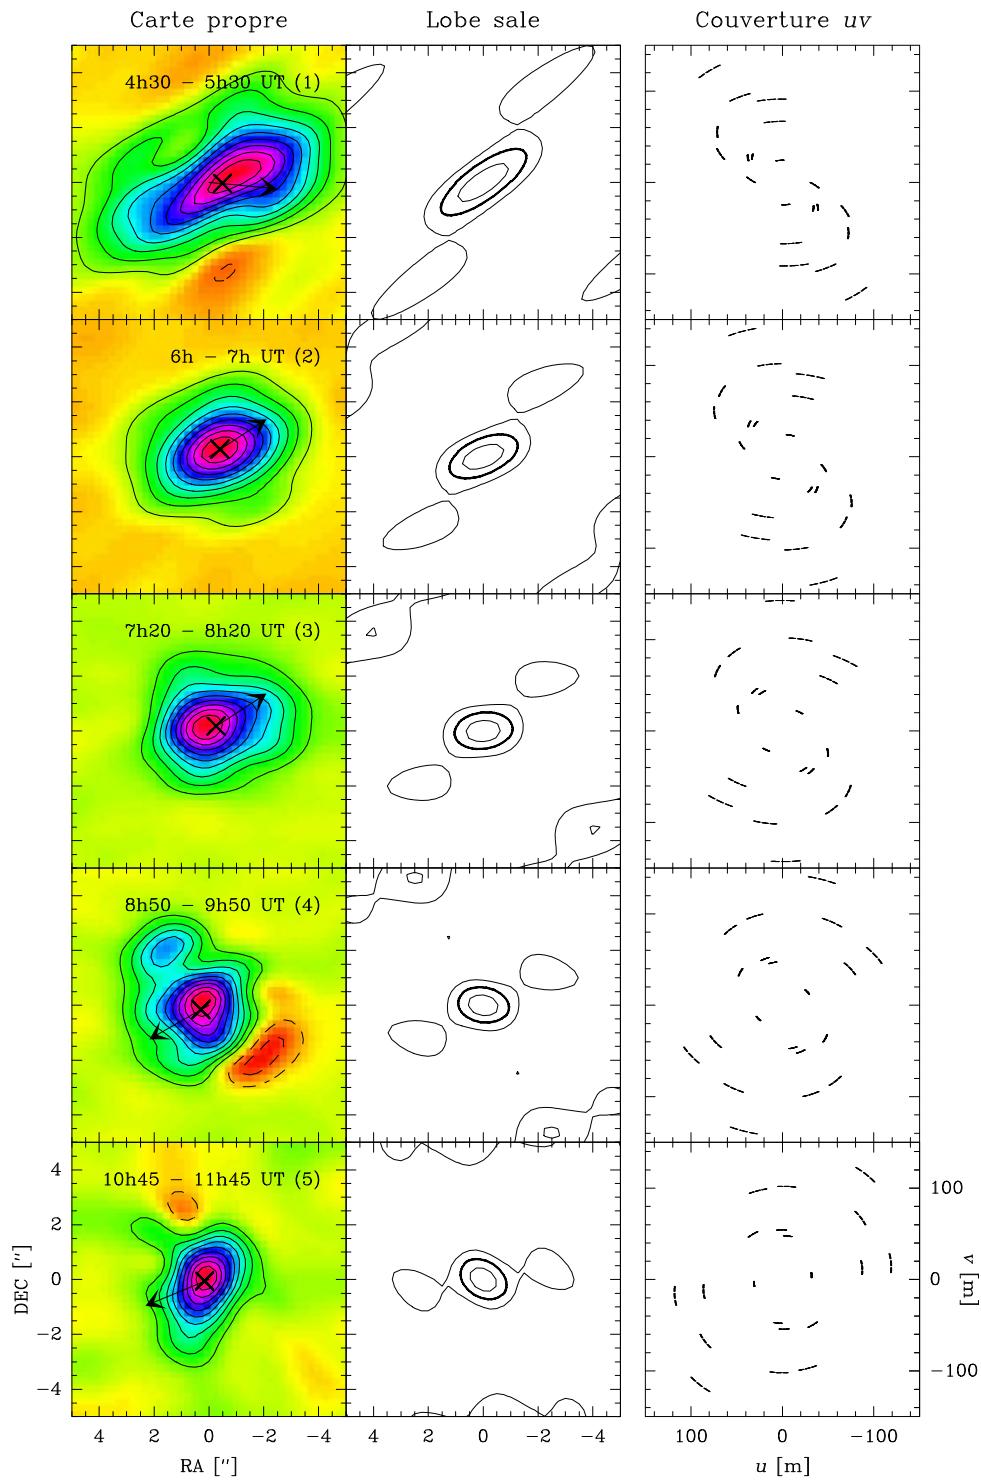 Carte propre Lobe sale Couverture uv
4h30 − 5h30 UT (1)
6h − 7h UT (2)
7h20 − 8h20 UT (3)
8h50 − 9h50 UT (4)
10h45 − 11h45 UT (5)
4
2
0
−2
−4
DEC ["]
100
0
−100
v [m]
4 2 0 −2 −4 4 2 0 −2 −4 100 0 −100
RA ["] u [m]